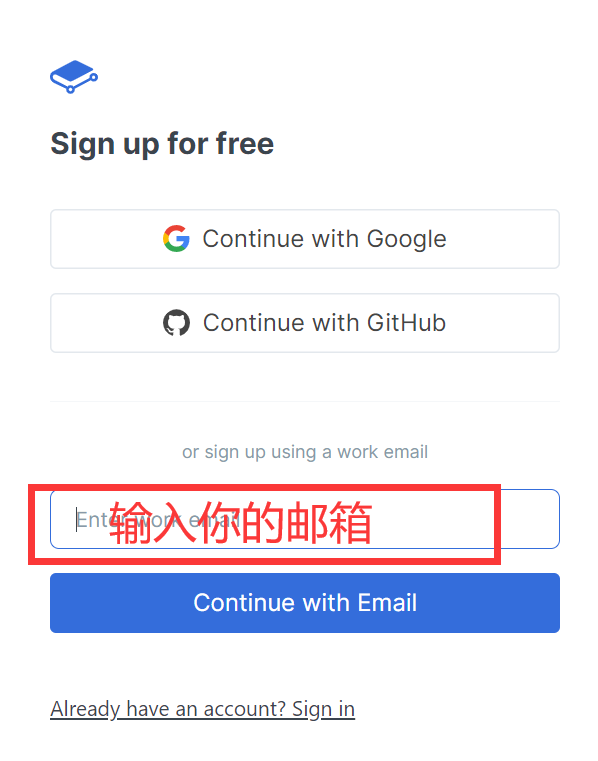 Sign up for free
Continue with Google
Continue with GitHub
or sign up using a work email
Enter work email
输入你的邮箱
Continue with Email
Already have an account? Sign in